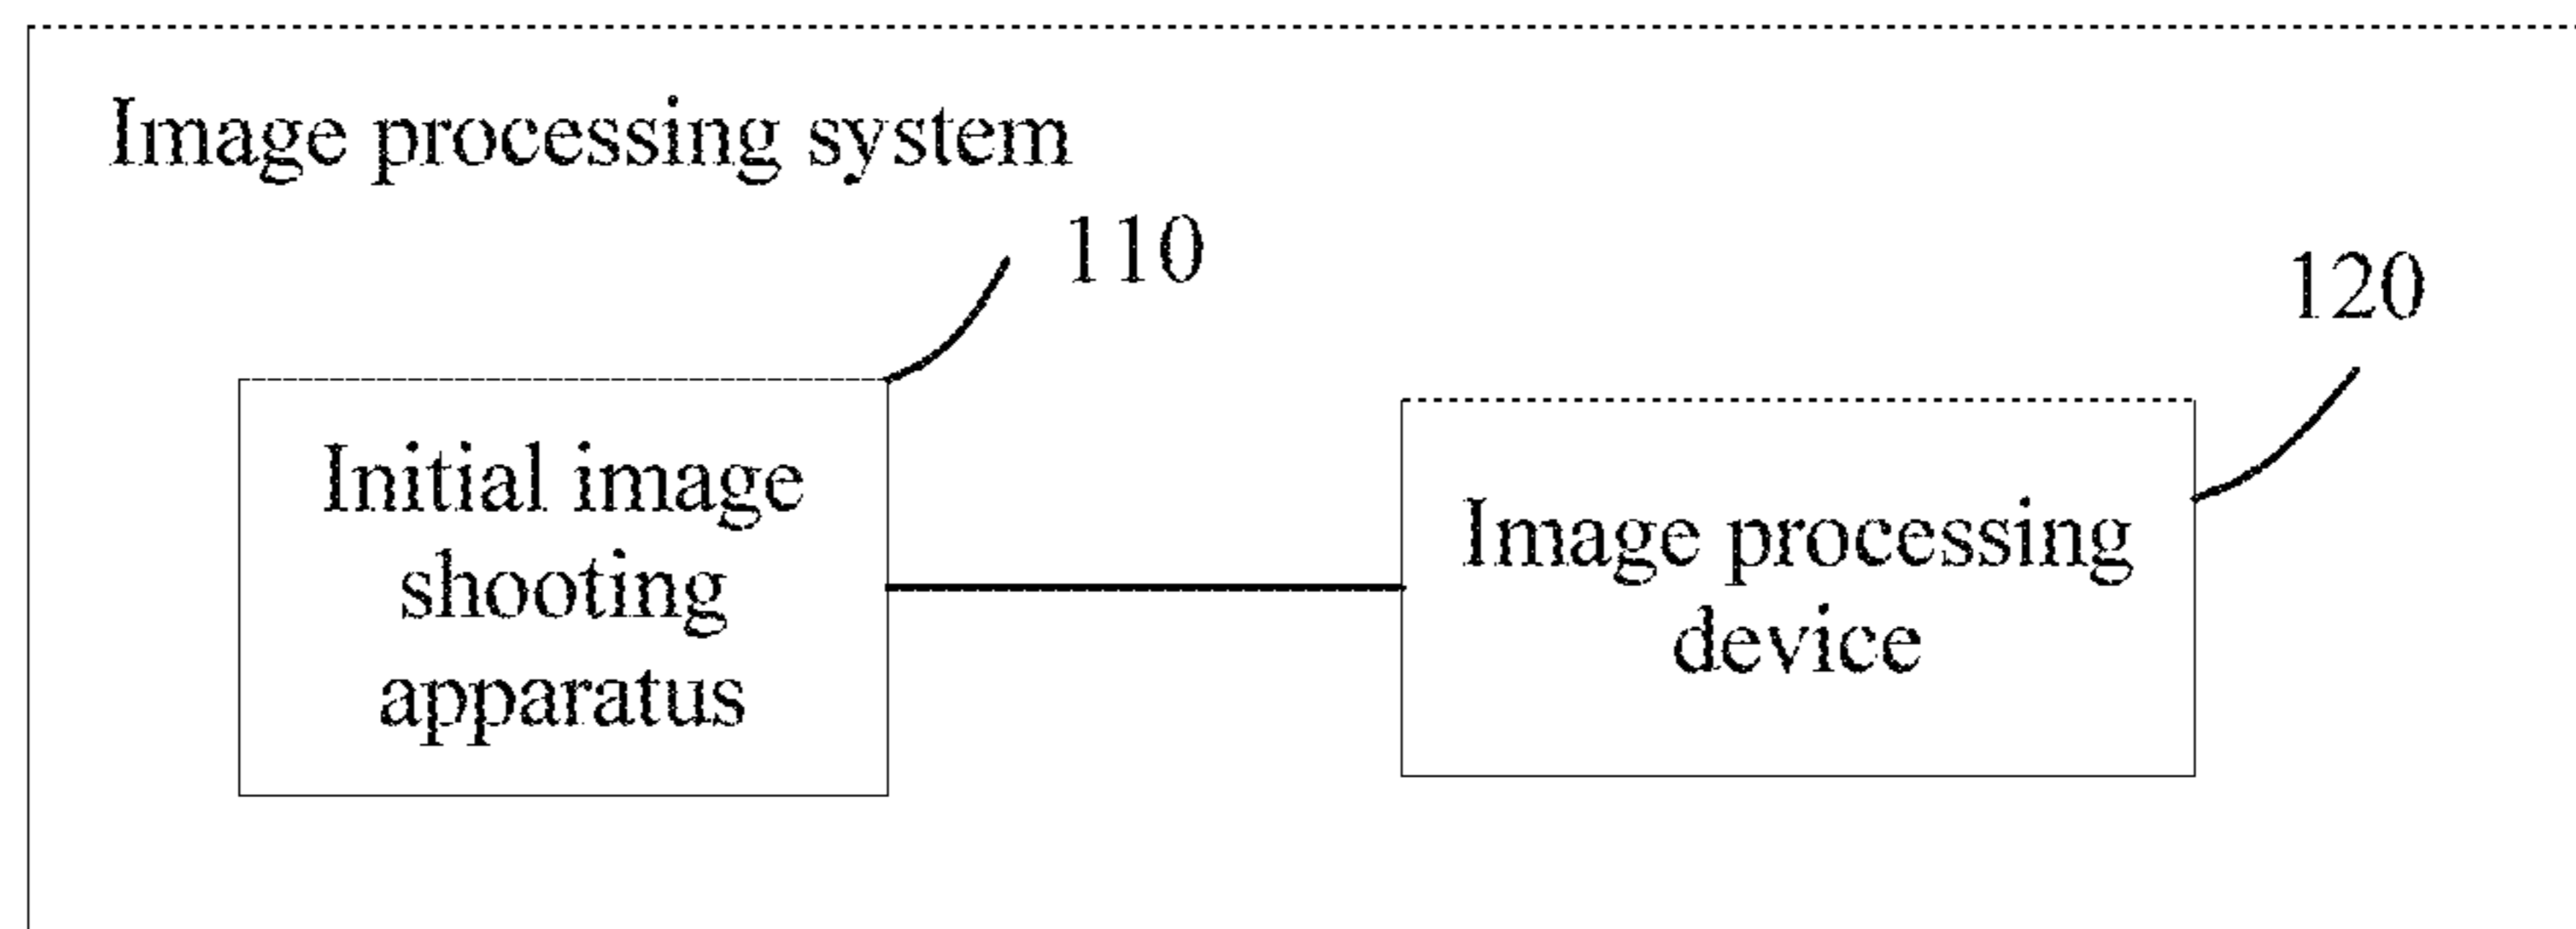 Image processing system
110
120
Initial image
shooting
apparatus
Image processing
device